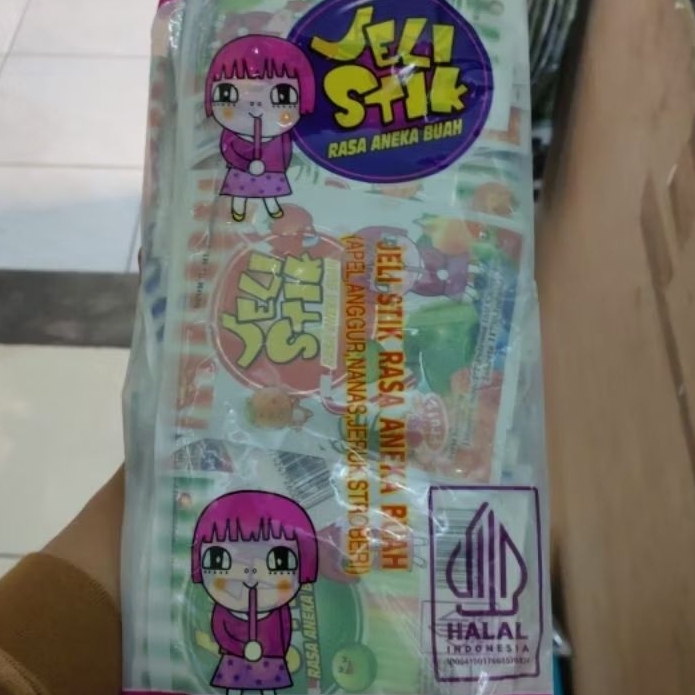 JELI
STIK
RASA ANEKA BUAH
JELI STIK RASA ANEKA BUAH
(APEL,ANGGUR,NANAS,JERUK,STROBERI)
JELI
STIK
RASA ANEKA BUAH
HALAL
INDONESIA